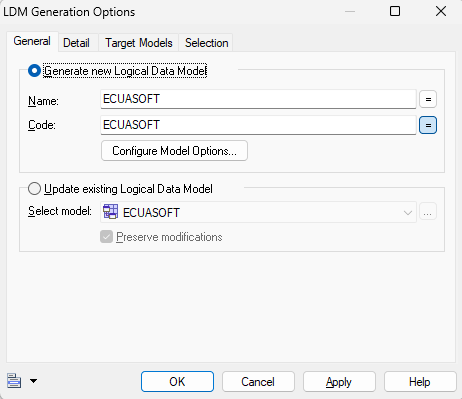 LDM Generation Options
General Detail Target Models Selection
Generate new Logical Data Model
Name: ECUASOFT =
Code: ECUASOFT =
Configure Model Options...
Update existing Logical Data Model
Select model: ECUASOFT ...
Preserve modifications
OK Cancel Apply Help